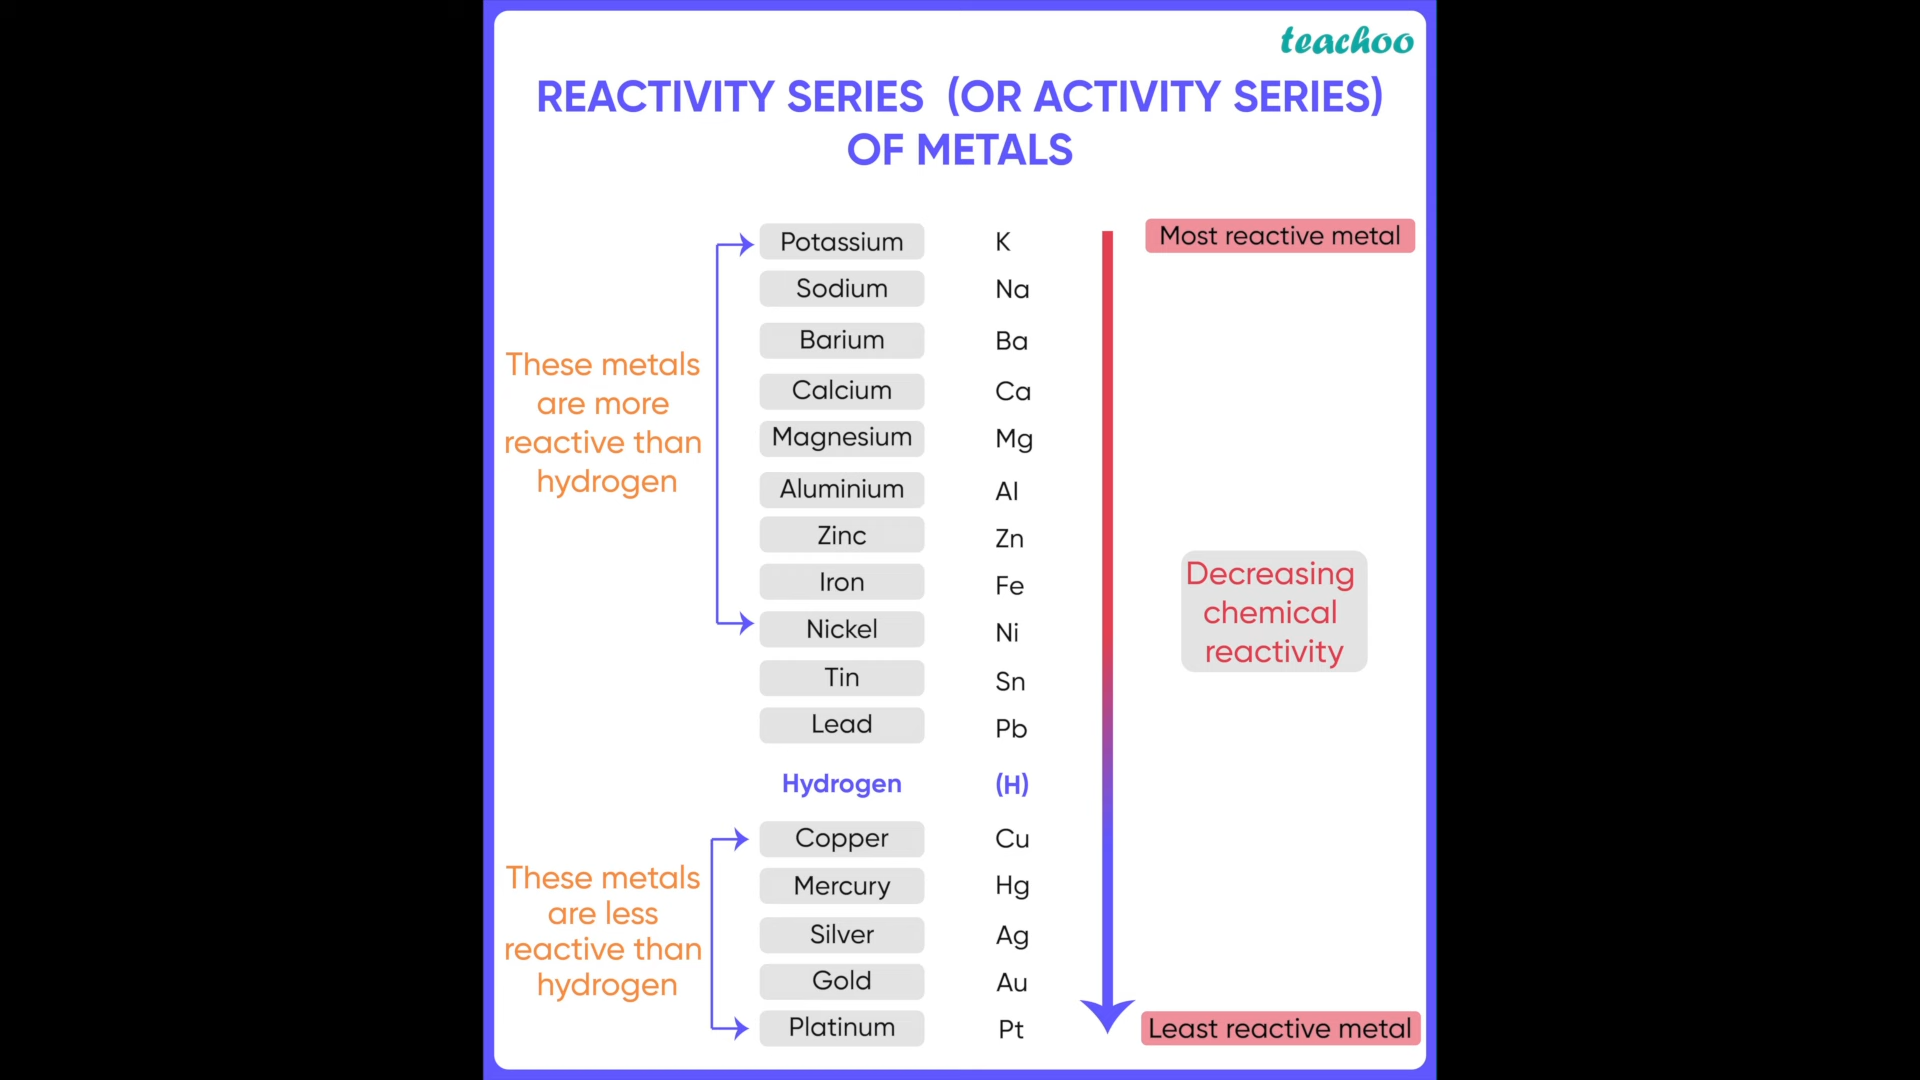 teachoo
REACTIVITY SERIES (OR ACTIVITY SERIES)
OF METALS
Potassium K Most reactive metal
Sodium Na
Barium Ba
Calcium Ca
Magnesium Mg
Aluminium Al
Zinc Zn
Iron Fe
Nickel Ni
Tin Sn
Lead Pb
Hydrogen (H)
Copper Cu
Mercury Hg
Silver Ag
Gold Au
Platinum Pt Least reactive metal
These metals
are more
reactive than
hydrogen
These metals
are less
reactive than
hydrogen
Decreasing
chemical
reactivity